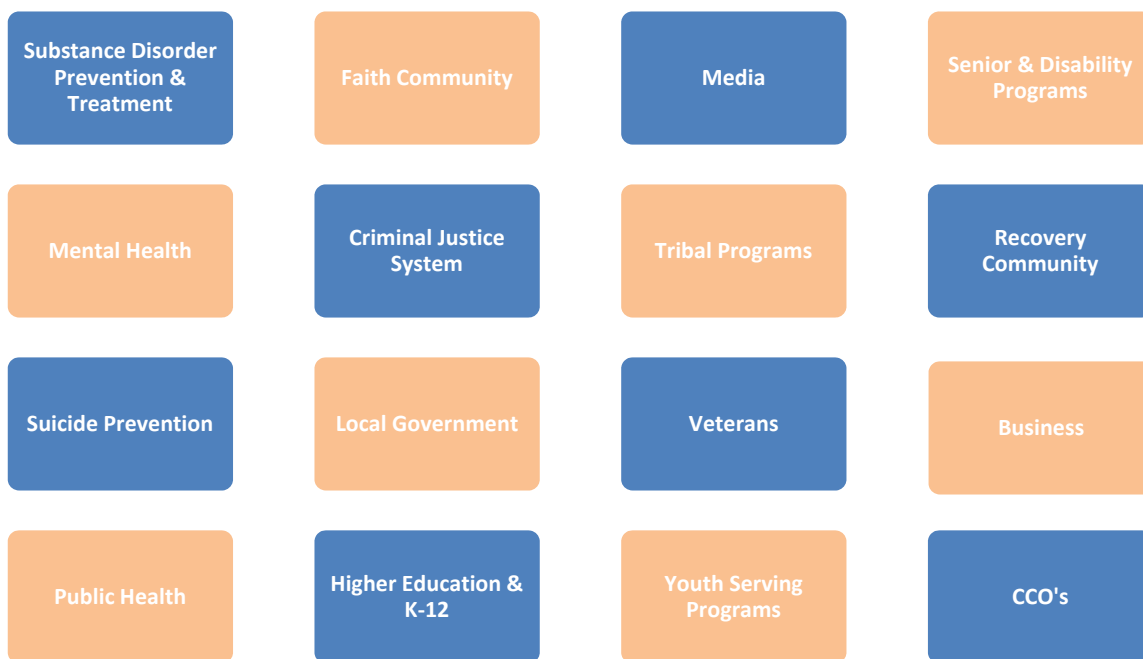 Substance Disorder
Prevention &
Treatment
Faith Community
Media
Senior & Disability
Programs
Mental Health
Criminal Justice
System
Tribal Programs
Recovery
Community
Suicide Prevention
Local Government
Veterans
Business
Public Health
Higher Education &
K-12
Youth Serving
Programs
CCO's